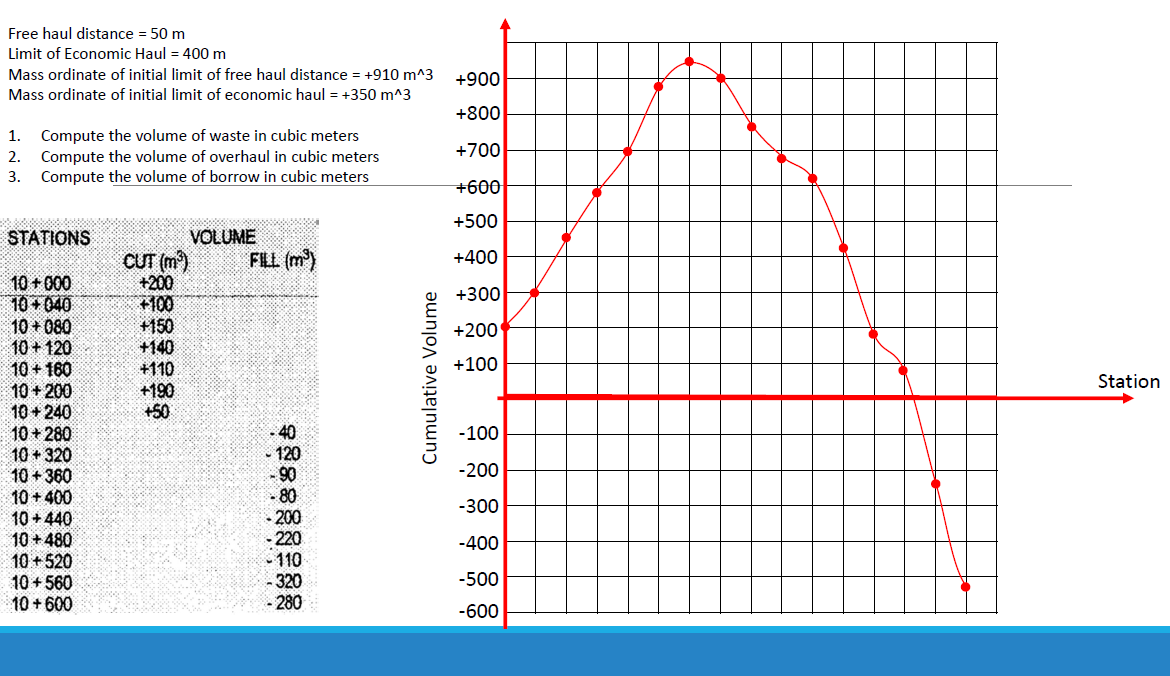 Free haul distance = 50 m
Limit of Economic Haul = 400 m
Mass ordinate of initial limit of free haul distance = +910 m^3
Mass ordinate of initial limit of economic haul = +350 m^3
1. Compute the volume of waste in cubic meters
2. Compute the volume of overhaul in cubic meters
3. Compute the volume of borrow in cubic meters
STATIONS VOLUME
CUT (m³) FILL (m³)
10 + 000 +200
10 + 040 +100
10 + 080 +150
10 + 120 +140
10 + 160 +110
10 + 200 +190
10 + 240 +50
10 + 280 - 40
10 + 320 - 120
10 + 360 - 90
10 + 400 - 80
10 + 440 - 200
10 + 480 - 220
10 + 520 - 110
10 + 560 - 320
10 + 600 - 280
Cumulative Volume
+900
+800
+700
+600
+500
+400
+300
+200
+100
-100
-200
-300
-400
-500
-600
Station